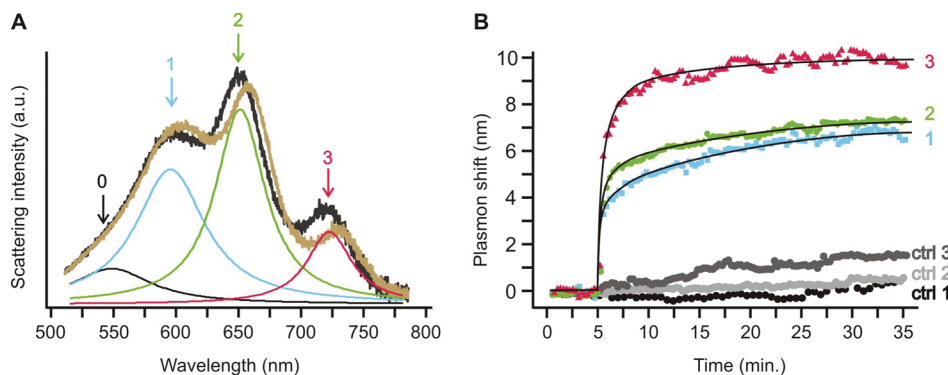 A
Scattering intensity (a.u.)
0
1
2
3
500 550 600 650 700 750 800
Wavelength (nm)
B
Plasmon shift (nm)
10
8
6
4
2
0
3
2
1
ctrl 3
ctrl 2
ctrl 1
0 5 10 15 20 25 30 35
Time (min.)